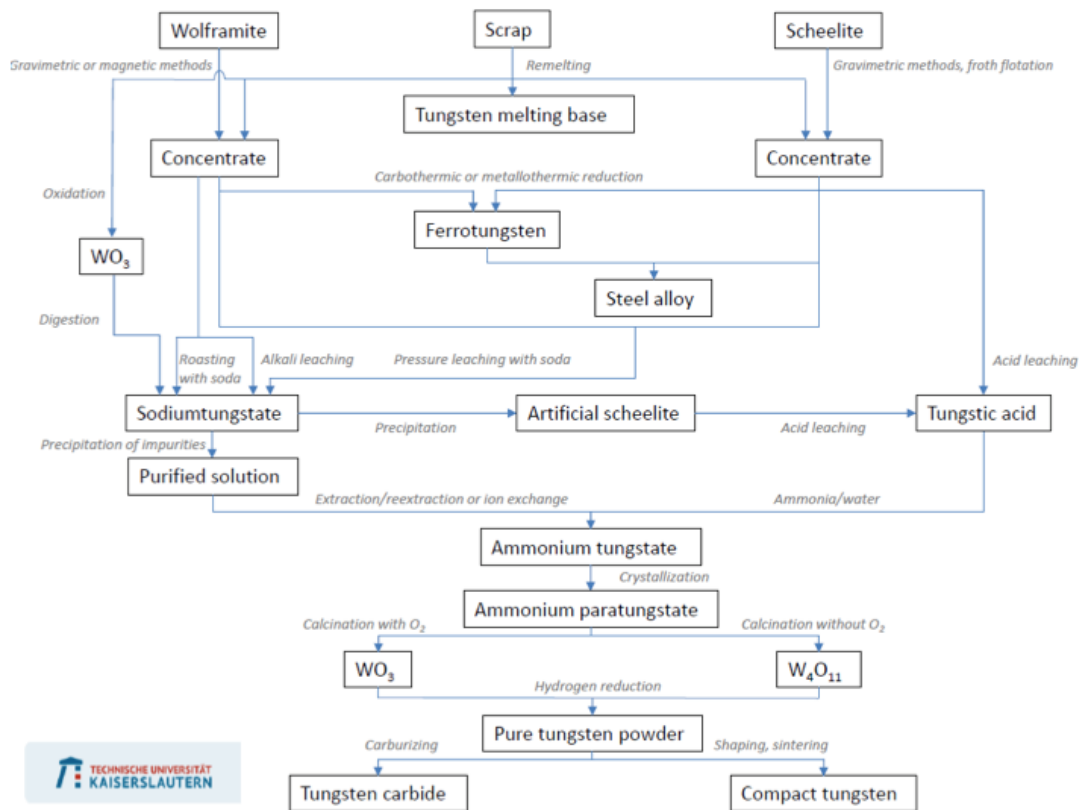 Wolframite
Scrap
Scheelite
Gravimetric or magnetic methods
Remelting
Gravimetric methods, froth flotation
Tungsten melting base
Concentrate
Concentrate
Carbothermic or metallothermic reduction
Oxidation
Ferrotungsten
WO₃
Steel alloy
Digestion
Roasting
with soda
Alkali leaching
Pressure leaching with soda
Acid leaching
Sodiumtungstate
Artificial scheelite
Tungstic acid
Precipitation
Acid leaching
Precipitation of impurities
Purified solution
Extraction/reextraction or ion exchange
Ammonia/water
Ammonium tungstate
Crystallization
Ammonium paratungstate
Calcination with O₂
Calcination without O₂
WO₃
W₄O₁₁
Hydrogen reduction
Pure tungsten powder
Carburizing
Shaping, sintering
Tungsten carbide
Compact tungsten
TECHNISCHE UNIVERSITÄT
KAISERSLAUTERN